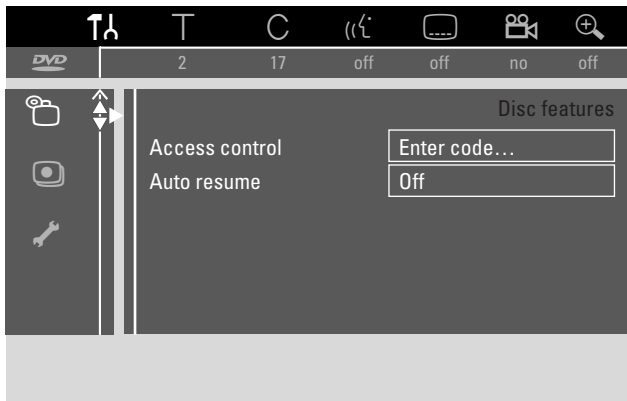 T C
DVD 2 17 off off no off
Disc features
Access control Enter code...
Auto resume Off